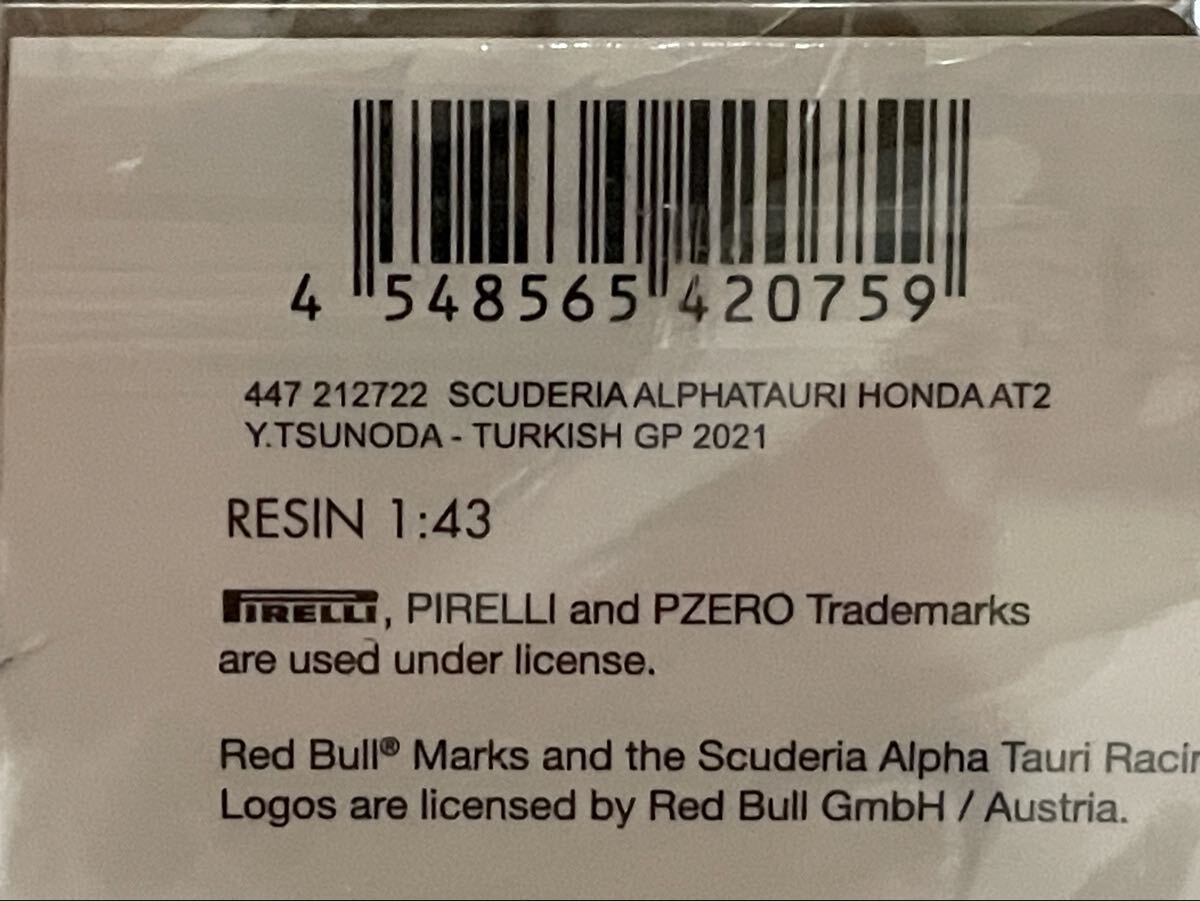 4 548565 420759
447 212722 SCUDERIA ALPHATAURI HONDA AT2
Y.TSUNODA - TURKISH GP 2021
RESIN 1:43
PIRELLI, PIRELLI and PZERO Trademarks
are used under license.
Red Bull® Marks and the Scuderia Alpha Tauri Racin
Logos are licensed by Red Bull GmbH / Austria.